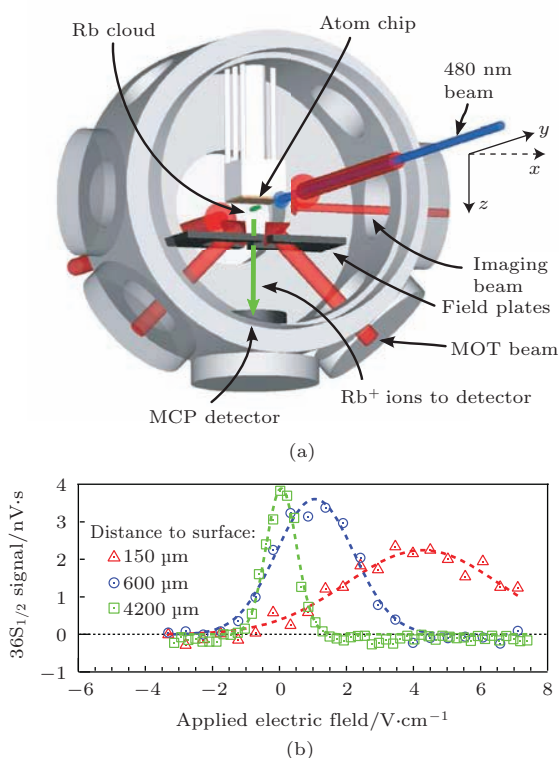 Rb cloud
Atom chip
480 nm
beam
y
x
z
Imaging
beam
Field plates
MOT beam
Rb+ ions to detector
MCP detector
(a)
4
3
2
1
0
−1
36S1/2 signal/nV·s
Distance to surface:
150 µm
600 µm
4200 µm
−6 −4 −2 0 2 4 6 8
Applied electric fleld/V·cm−1
(b)